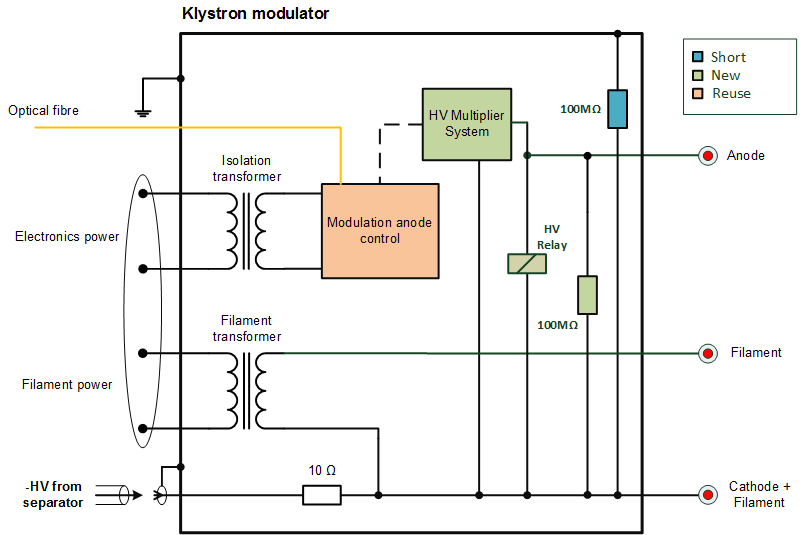 Klystron modulator
Short
New
Reuse
Optical fibre
100MΩ
HV Multiplier
System
Anode
Isolation
transformer
Modulation anode
control
Electronics power
HV
Relay
100MΩ
Filament
transformer
Filament
Filament power
10 Ω
-HV from
separator
Cathode +
Filament